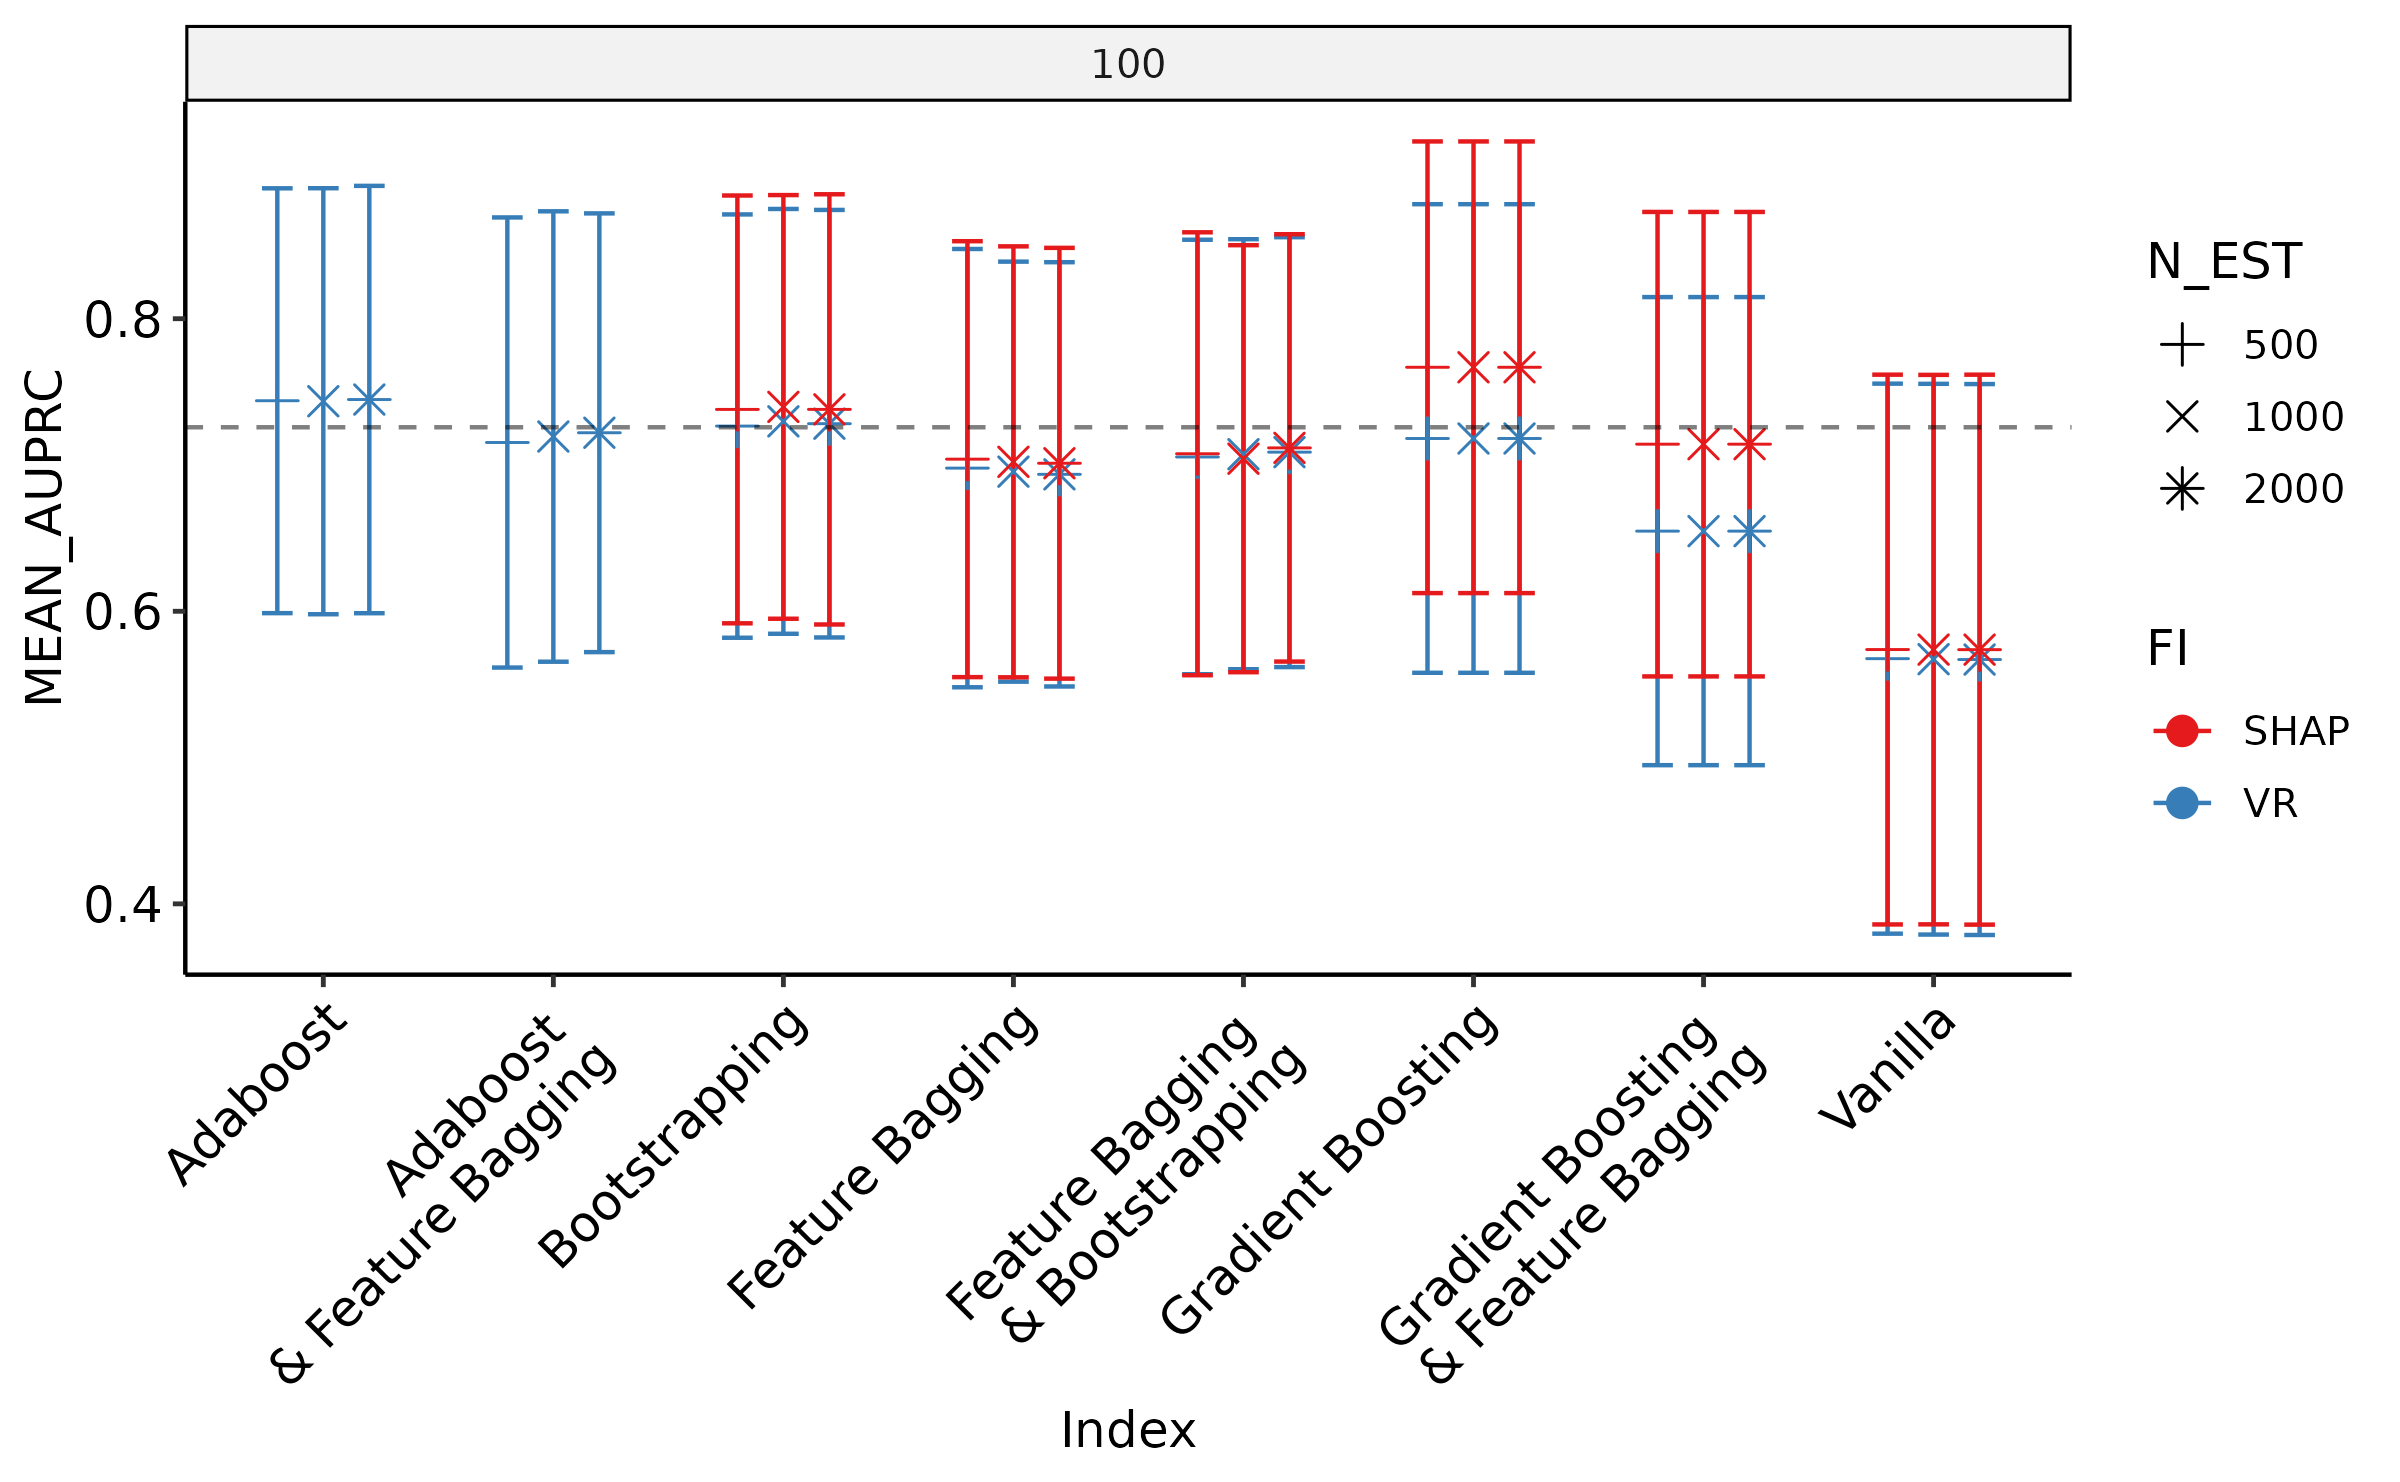 100
MEAN_AUPRC
0.8
0.6
0.4
Adaboost
Adaboost
& Feature Bagging
Bootstrapping
Feature Bagging
Feature Bagging
& Bootstrapping
Gradient Boosting
Gradient Boosting
& Feature Bagging
Vanilla
Index
N_EST
500
1000
2000
FI
SHAP
VR